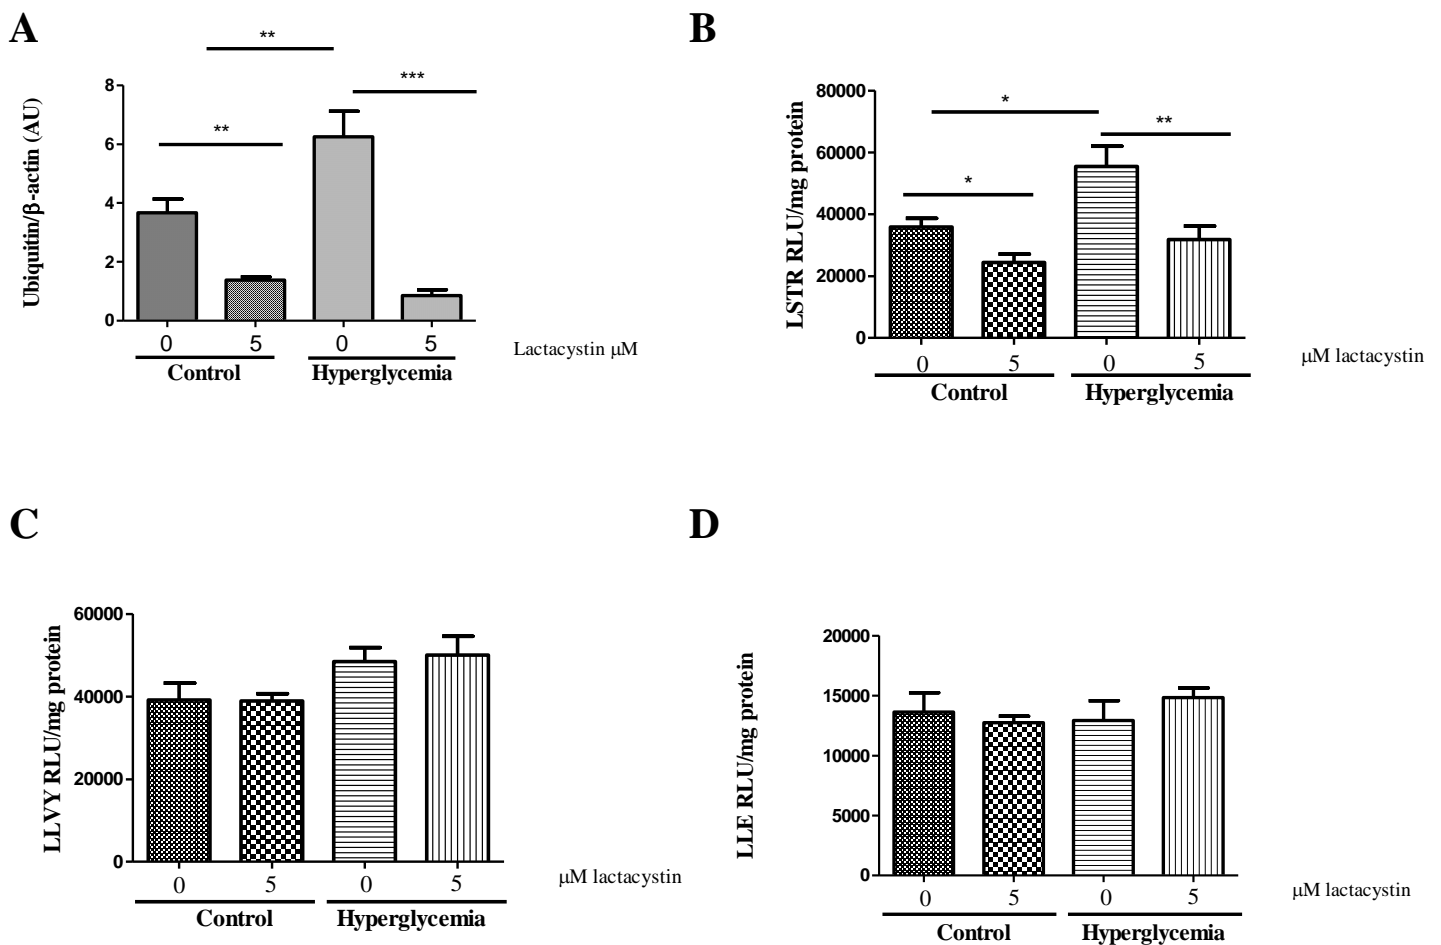 A
**
***
**
Ubiquitin/β-actin (AU)
8
6
4
2
0
0 5 0 5
Lactacystin μM
Control Hyperglycemia
B
*
**
*
LSTR RLU/mg protein
80000
60000
40000
20000
0
0 5 0 5
μM lactacystin
Control Hyperglycemia
C
LLVY RLU/mg protein
60000
40000
20000
0
0 5 0 5
μM lactacystin
Control Hyperglycemia
D
LLE RLU/mg protein
20000
15000
10000
5000
0
0 5 0 5
μM lactacystin
Control Hyperglycemia